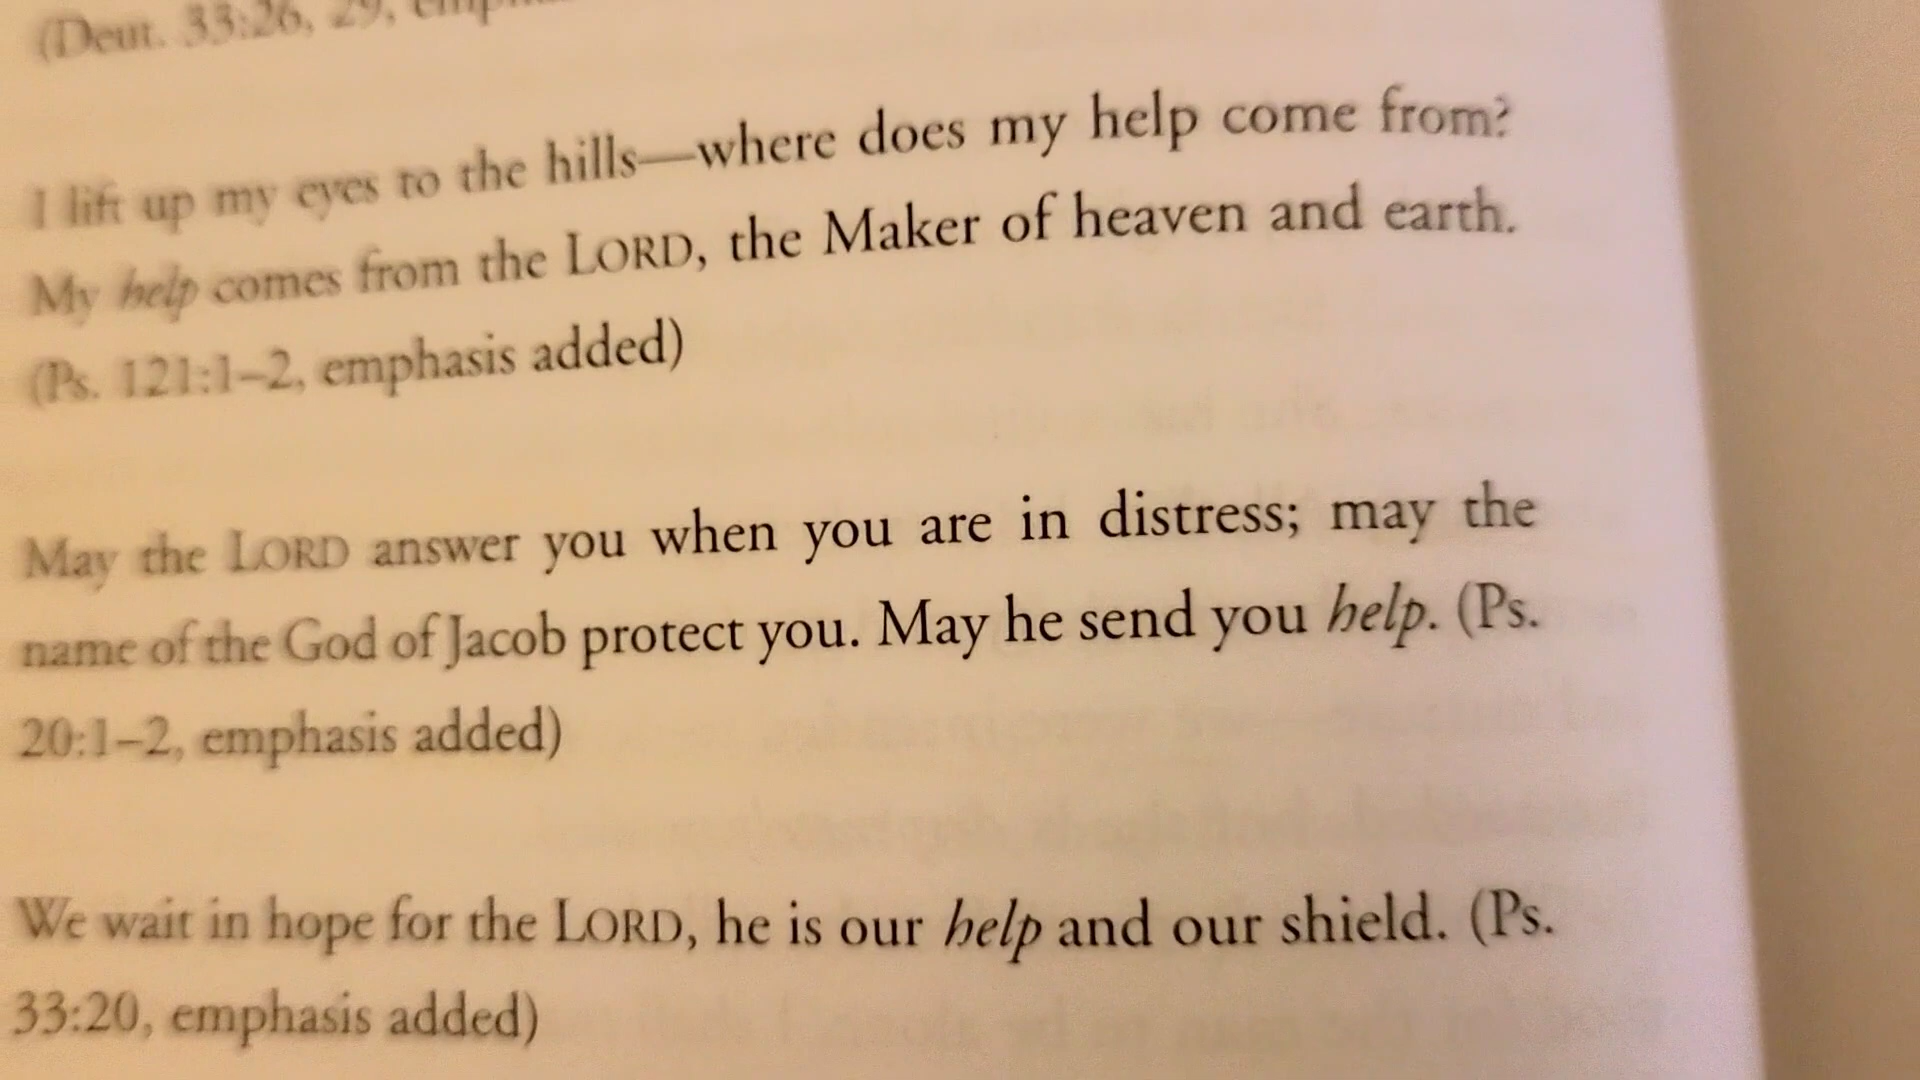 (Deut. 33:26, 29, emph
I lift up my eyes to the hills—where does my help come from?
My help comes from the LORD, the Maker of heaven and earth.
(Ps. 121:1–2, emphasis added)
May the LORD answer you when you are in distress; may the
name of the God of Jacob protect you. May he send you help. (Ps.
20:1–2, emphasis added)
We wait in hope for the LORD, he is our help and our shield. (Ps.
33:20, emphasis added)